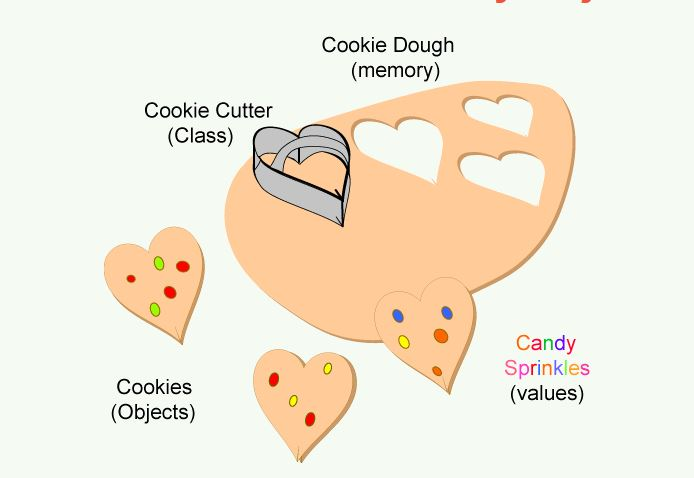 Cookie Dough
(memory)
Cookie Cutter
(Class)
Candy
Sprinkles
(values)
Cookies
(Objects)